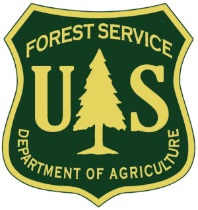 FOREST SERVICE
U S
DEPARTMENT OF AGRICULTURE